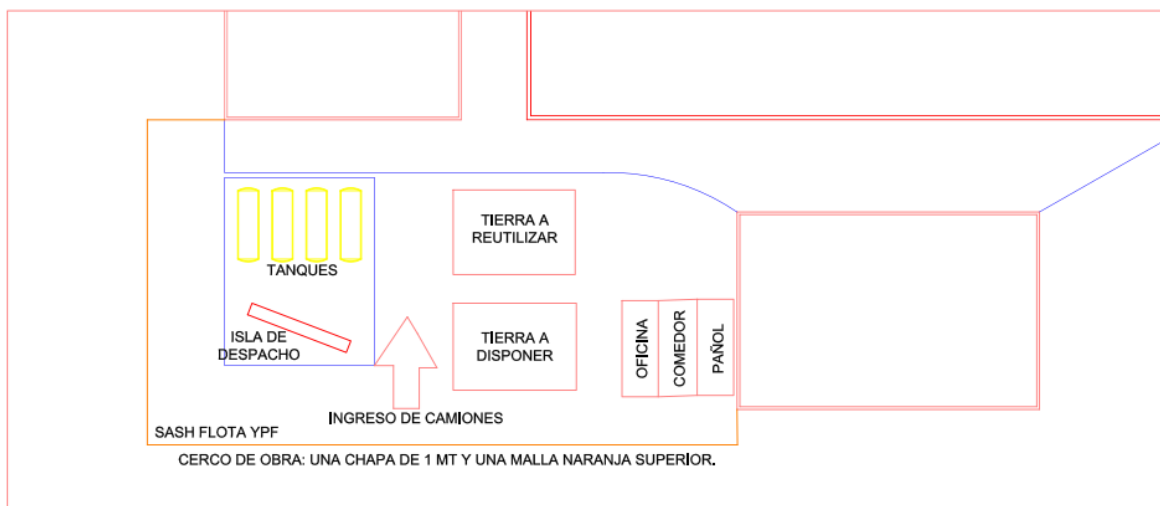 TIERRA A
REUTILIZAR
TANQUES
ISLA DE
DESPACHO
TIERRA A
DISPONER
OFICINA
COMEDOR
PAÑOL
INGRESO DE CAMIONES
SASH FLOTA YPF
CERCO DE OBRA: UNA CHAPA DE 1 MT Y UNA MALLA NARANJA SUPERIOR.